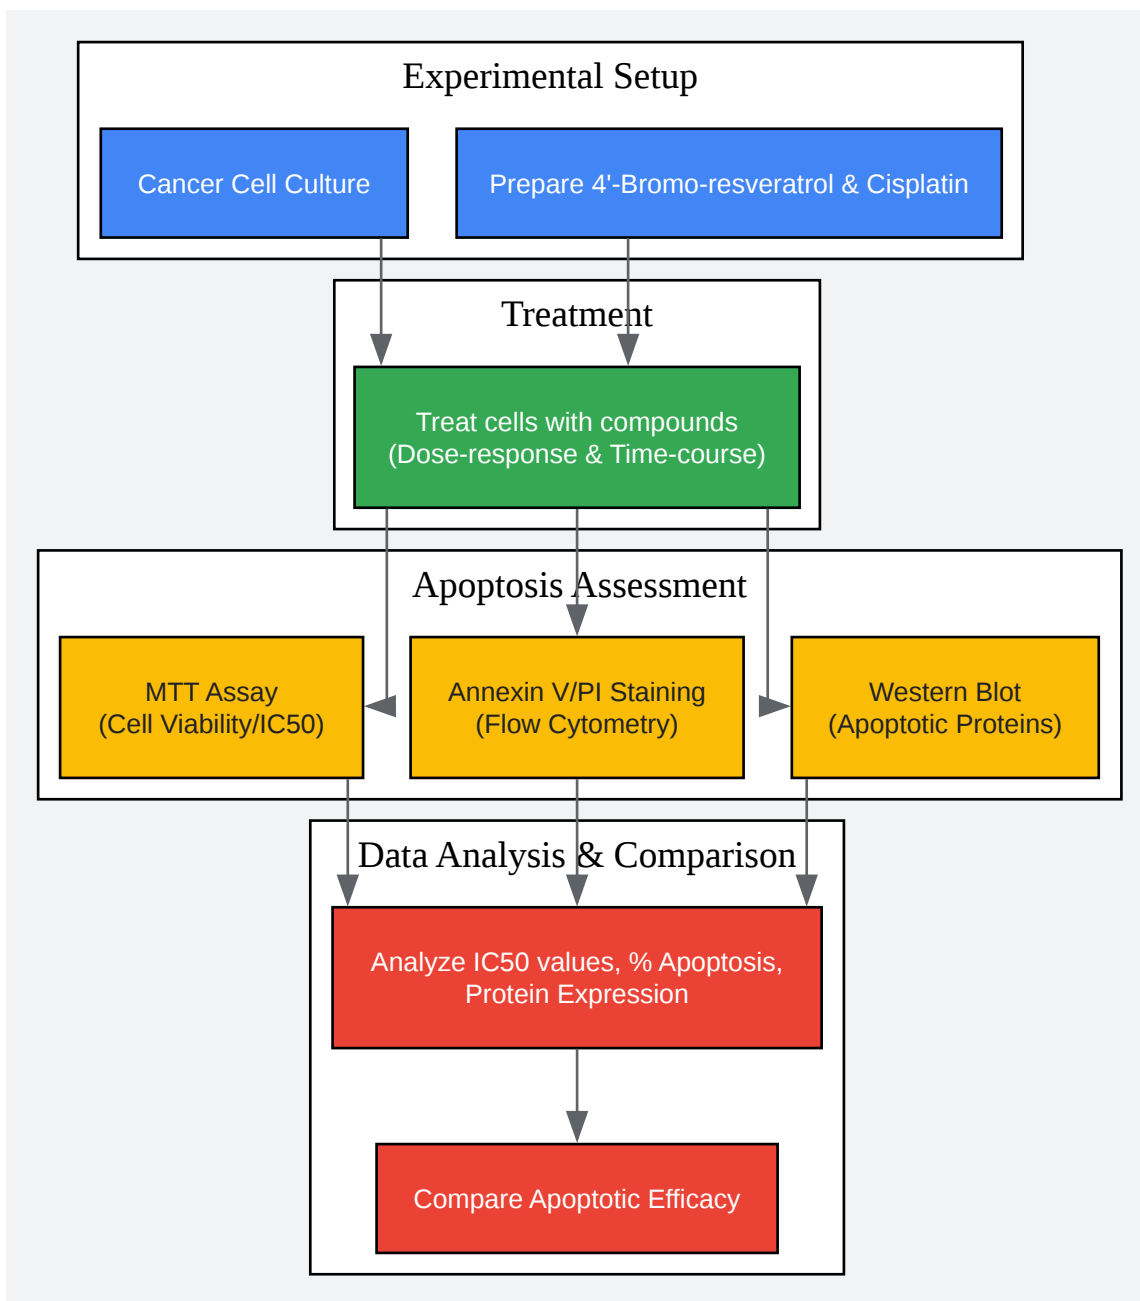 Experimental Setup
Cancer Cell Culture
Prepare 4'-Bromo-resveratrol & Cisplatin
Treatment
Treat cells with compounds
(Dose-response & Time-course)
Apoptosis Assessment
MTT Assay
(Cell Viability/IC50)
Annexin V/PI Staining
(Flow Cytometry)
Western Blot
(Apoptotic Proteins)
Data Analysis & Comparison
Analyze IC50 values, % Apoptosis,
Protein Expression
Compare Apoptotic Efficacy